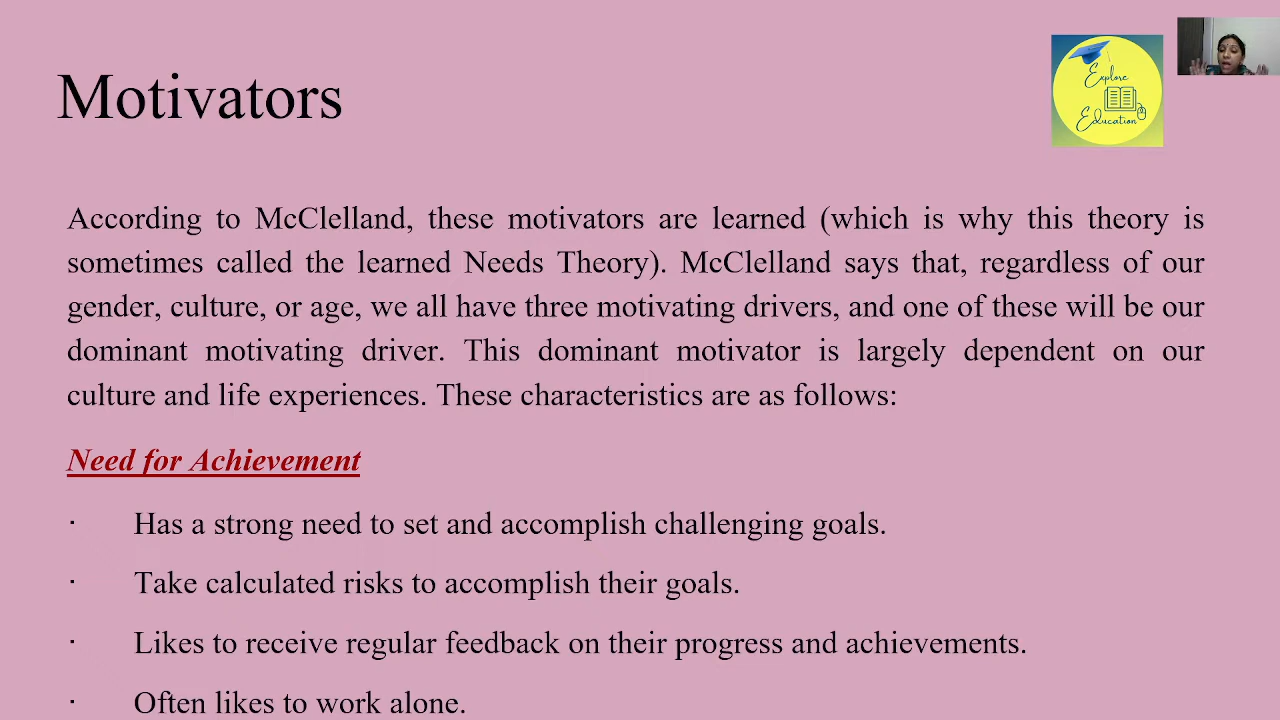 Motivators
Explore
Education
According to McClelland, these motivators are learned (which is why this theory is
sometimes called the learned Needs Theory). McClelland says that, regardless of our
gender, culture, or age, we all have three motivating drivers, and one of these will be our
dominant motivating driver. This dominant motivator is largely dependent on our
culture and life experiences. These characteristics are as follows:
Need for Achievement
· Has a strong need to set and accomplish challenging goals.
· Take calculated risks to accomplish their goals.
· Likes to receive regular feedback on their progress and achievements.
· Often likes to work alone.